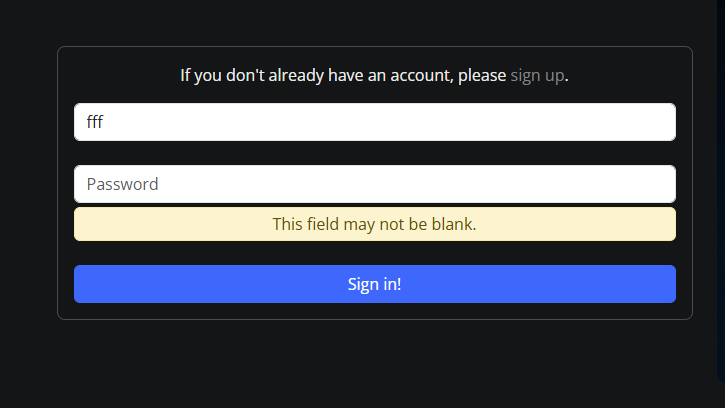 If you don't already have an account, please sign up.
fff
Password
This field may not be blank.
Sign in!